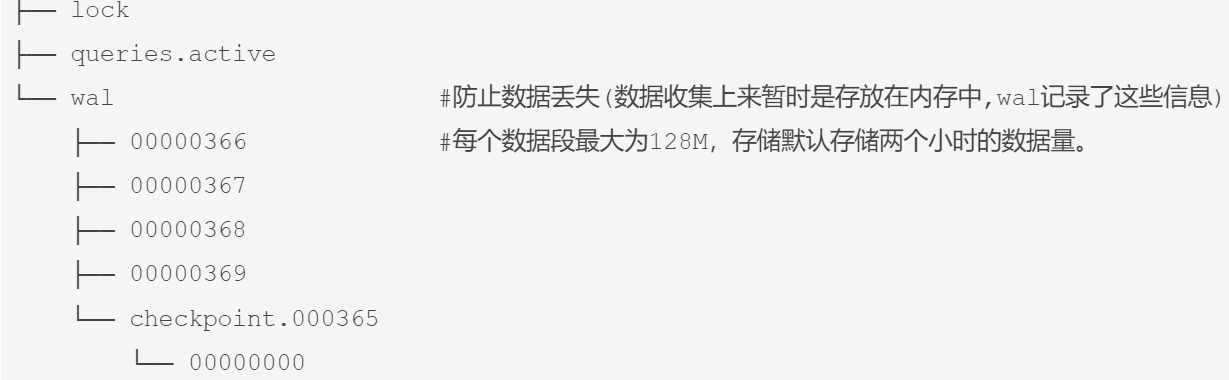 ├── lock
├── queries.active
└── wal                      #防止数据丢失(数据收集上来暂时是存放在内存中,wal记录了这些信息)
    ├── 00000366             #每个数据段最大为128M, 存储默认存储两个小时的数据量。
    ├── 00000367
    ├── 00000368
    ├── 00000369
    └── checkpoint.000365
        └── 00000000